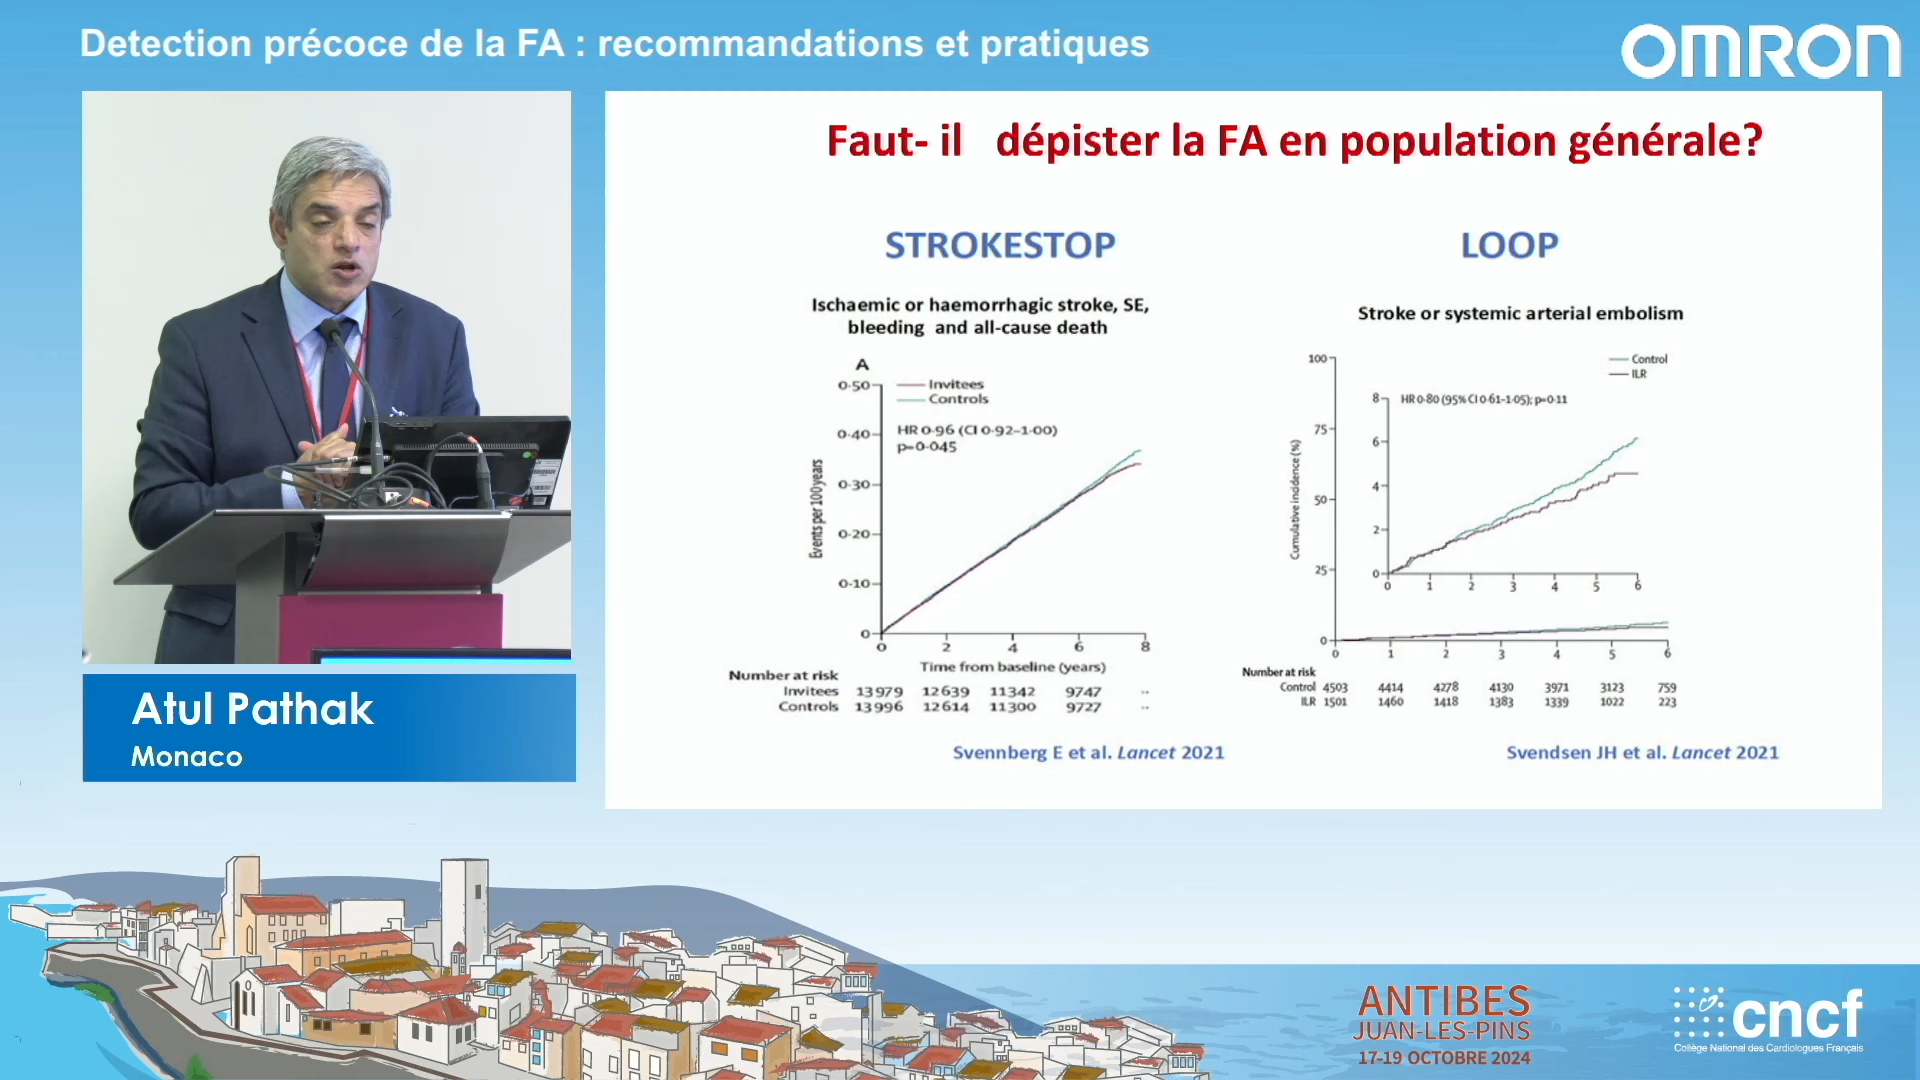 Detection précoce de la FA : recommandations et pratiques
OMRON
Faut- il dépister la FA en population générale?
STROKESTOP
Ischaemic or haemorrhagic stroke, SE,
bleeding and all-cause death
A
Invitees
Controls
HR 0·96 (CI 0·92–1·00)
p=0·045
Events per 100 years
0·50
0·40
0·30
0·20
0·10
0
0 2 4 6 8
Time from baseline (years)
Number at risk
Invitees 13979 12639 11342 9747 ··
Controls 13996 12614 11300 9727 ··
Svennberg E et al. Lancet 2021
LOOP
Stroke or systemic arterial embolism
Control
ILR
HR 0·80 (95% CI 0·61–1·05); p=0·11
Cumulative incidence (%)
100
75
50
25
0
8
6
4
2
0
0 1 2 3 4 5 6
0 1 2 3 4 5 6
Number at risk
Control 4503 4414 4278 4130 3971 3123 759
ILR 1501 1460 1418 1383 1339 1022 223
Svendsen JH et al. Lancet 2021
Atul Pathak
Monaco
ANTIBES
JUAN-LES-PINS
17-19 OCTOBRE 2024
cncf
Collège National des Cardiologues Français